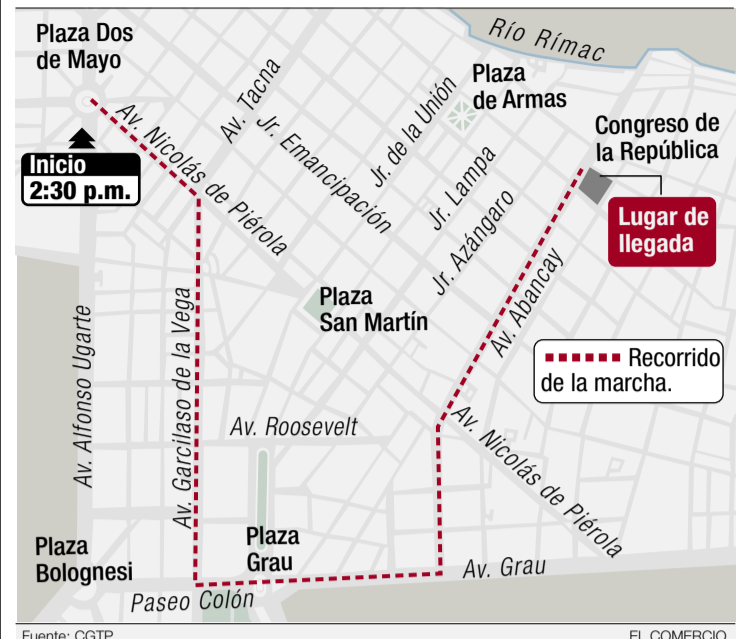 Plaza Dos
de Mayo
Río Rímac
Plaza
de Armas
Av. Tacna
Jr. de la Unión
Congreso de
la República
Av. Nicolás de Piérola
Jr. Emancipación
Inicio
2:30 p.m.
Jr. Lampa
Jr. Azángaro
Lugar de
llegada
Plaza
San Martín
Av. Abancay
Av. Alfonso Ugarte
Av. Garcilaso de la Vega
Recorrido
de la marcha.
Av. Roosevelt
Av. Nicolás de Piérola
Plaza
Bolognesi
Plaza
Grau
Av. Grau
Paseo Colón
Fuente: CGTP
EL COMERCIO